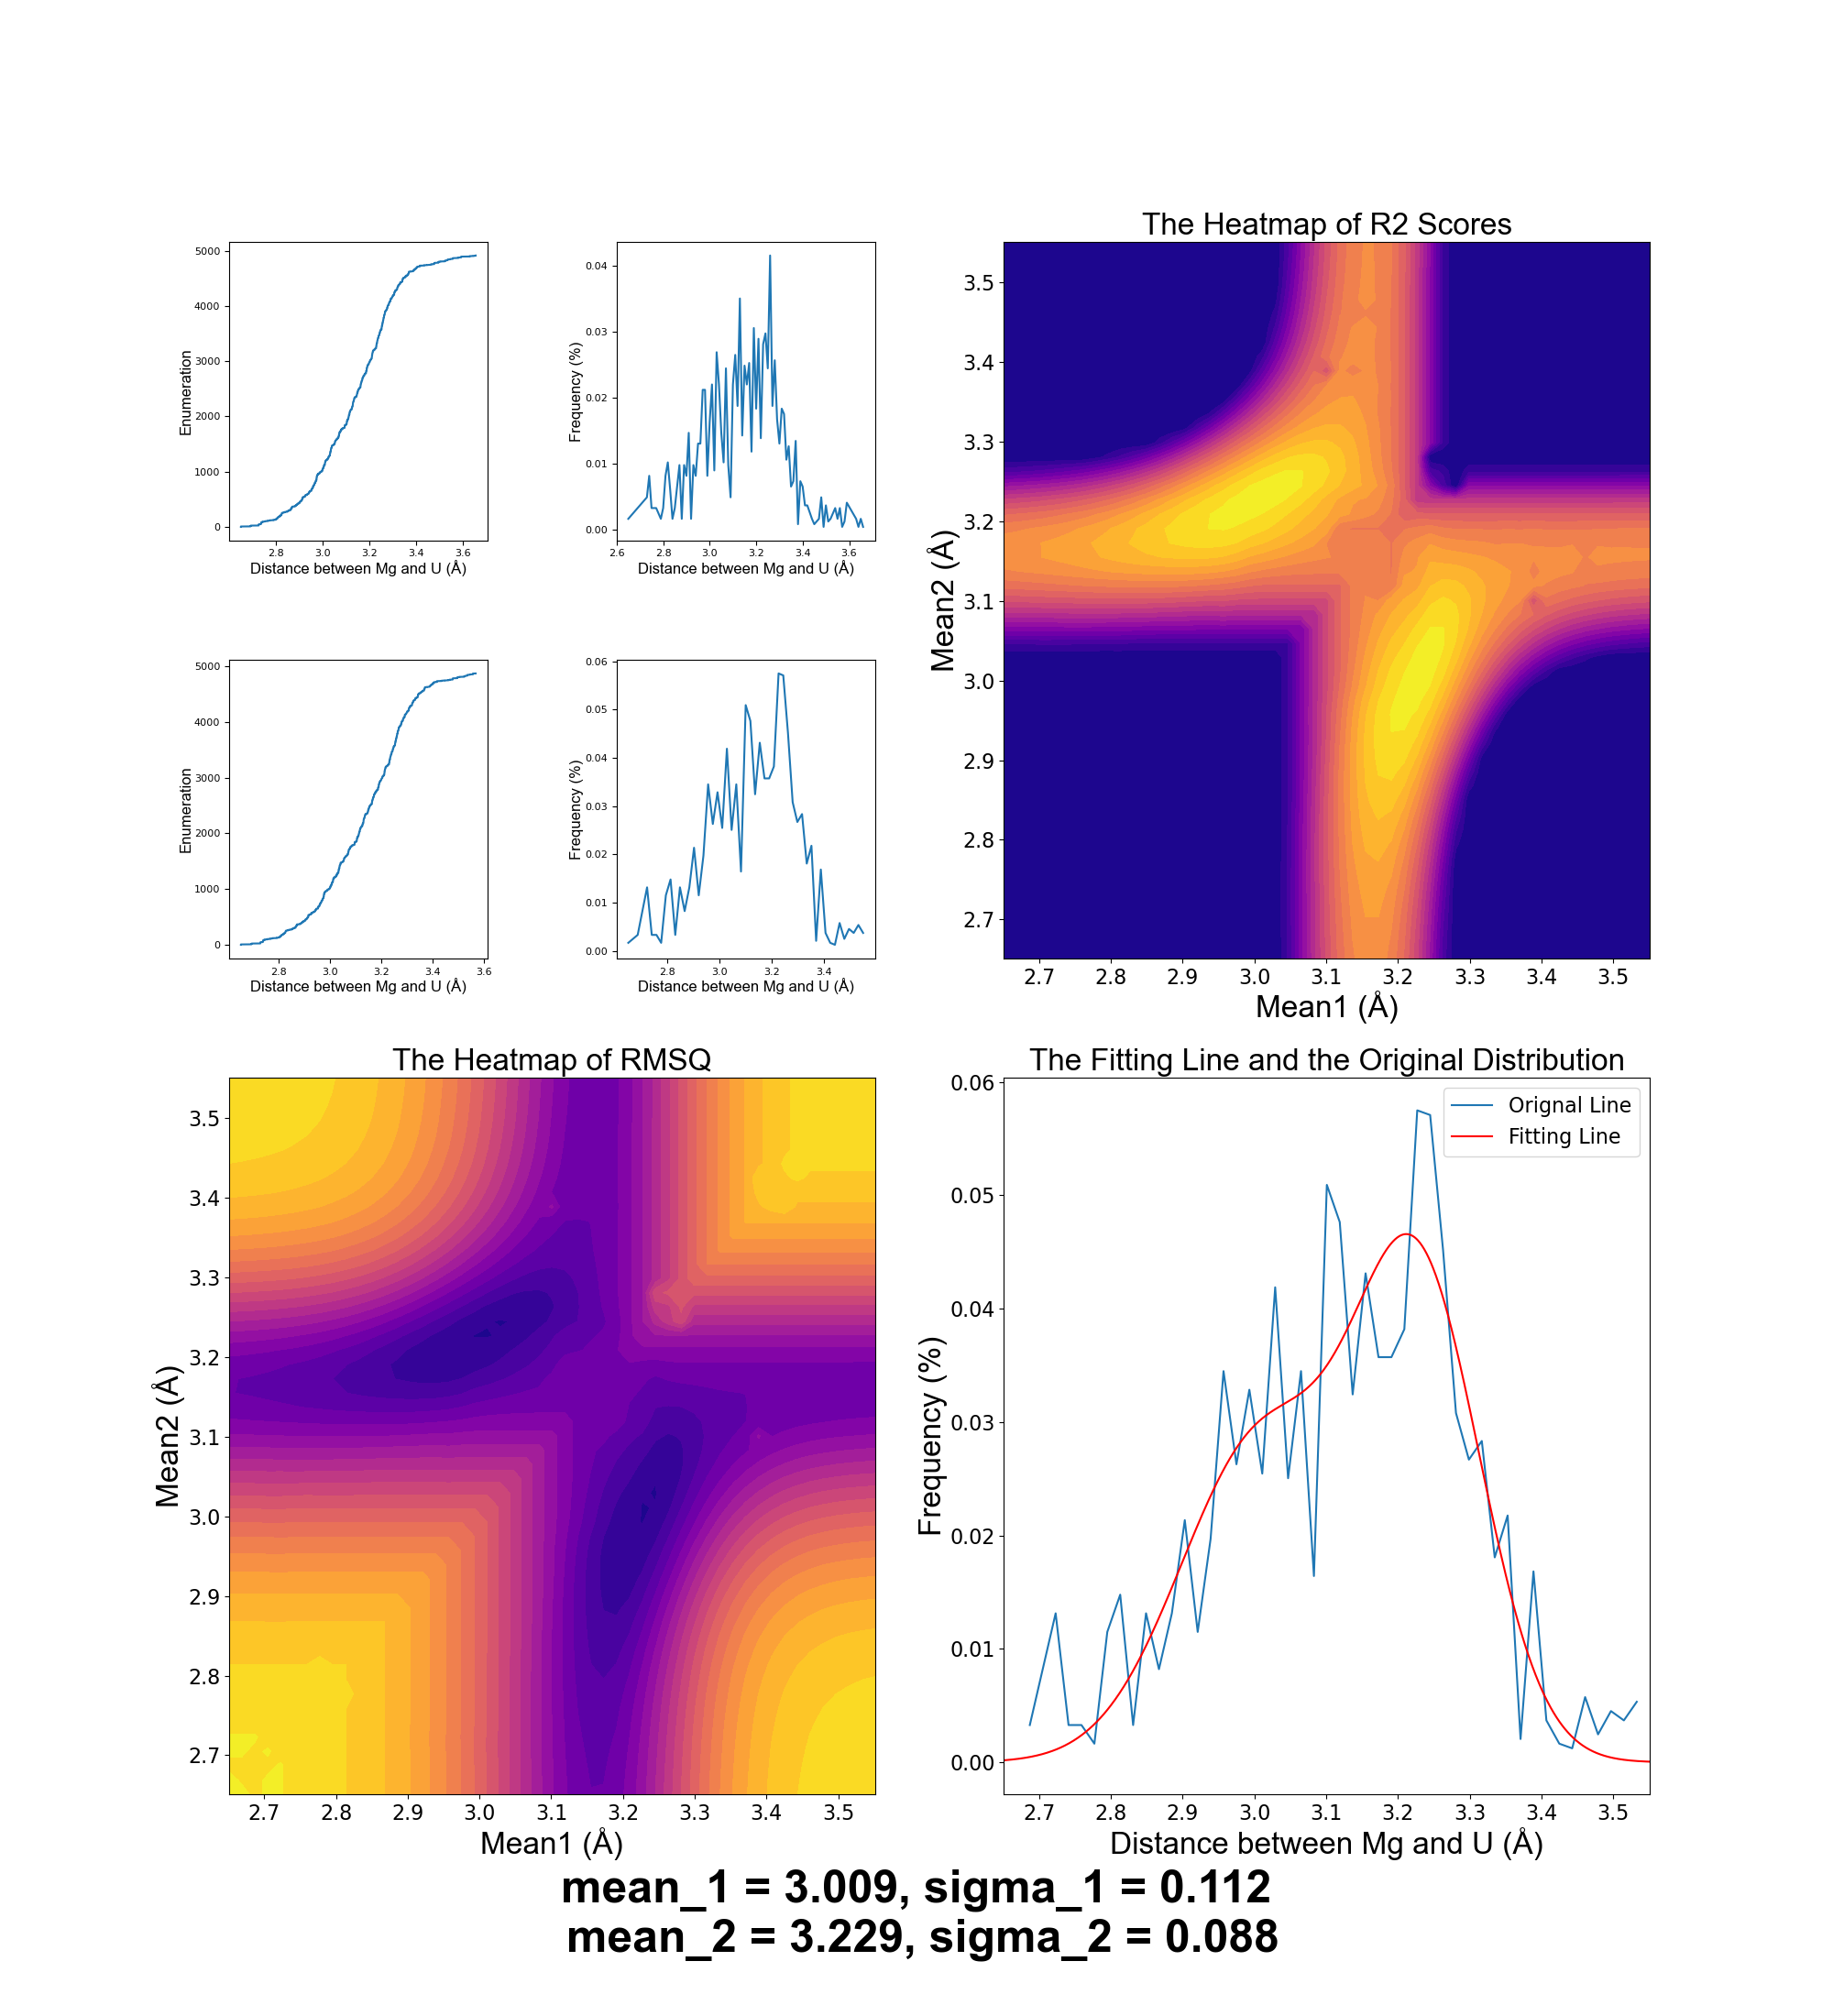 The Heatmap of R2 Scores
5000
4000
3000
2000
1000
0
Enumeration
2.8 3.0 3.2 3.4 3.6
Distance between Mg and U (Å)
0.04
0.03
0.02
0.01
0.00
Frequency (%)
2.6 2.8 3.0 3.2 3.4 3.6
Distance between Mg and U (Å)
3.5
3.4
3.3
3.2
3.1
3.0
2.9
2.8
2.7
Mean2 (Å)
2.7 2.8 2.9 3.0 3.1 3.2 3.3 3.4 3.5
Mean1 (Å)
5000
4000
3000
2000
1000
0
Enumeration
2.8 3.0 3.2 3.4 3.6
Distance between Mg and U (Å)
0.06
0.05
0.04
0.03
0.02
0.01
0.00
Frequency (%)
2.8 3.0 3.2 3.4
Distance between Mg and U (Å)
The Heatmap of RMSQ
3.5
3.4
3.3
3.2
3.1
3.0
2.9
2.8
2.7
Mean2 (Å)
2.7 2.8 2.9 3.0 3.1 3.2 3.3 3.4 3.5
Mean1 (Å)
The Fitting Line and the Original Distribution
Orignal Line
Fitting Line
0.06
0.05
0.04
0.03
0.02
0.01
0.00
Frequency (%)
2.7 2.8 2.9 3.0 3.1 3.2 3.3 3.4 3.5
Distance between Mg and U (Å)
mean_1 = 3.009, sigma_1 = 0.112
mean_2 = 3.229, sigma_2 = 0.088